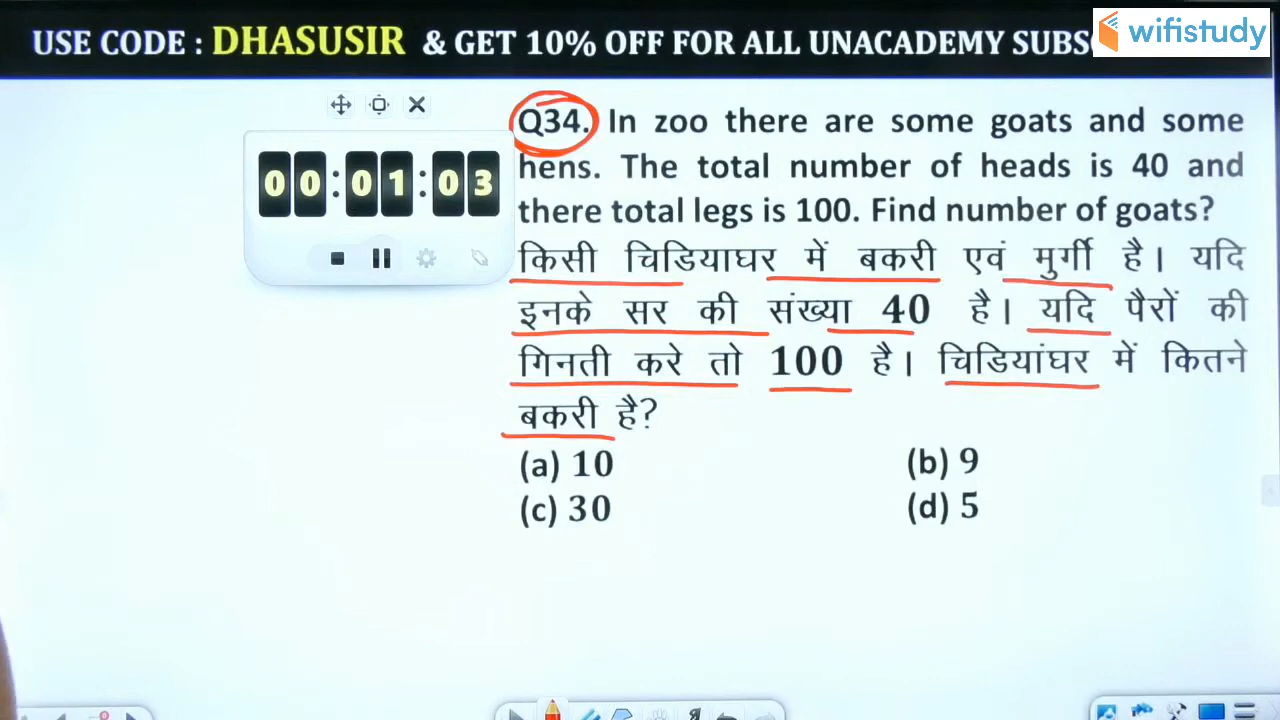 USE CODE : DHASUSIR & GET 10% OFF FOR ALL UNACADEMY SUBS
wifistudy
00:01:03
Q34. In zoo there are some goats and some
hens. The total number of heads is 40 and
there total legs is 100. Find number of goats?
किसी चिडियाघर में बकरी एवं मुर्गी है। यदि
इनके सर की संख्या 40 है। यदि पैरों की
गिनती करे तो 100 है। चिडियांघर में कितने
बकरी है?
(a) 10 (b) 9
(c) 30 (d) 5